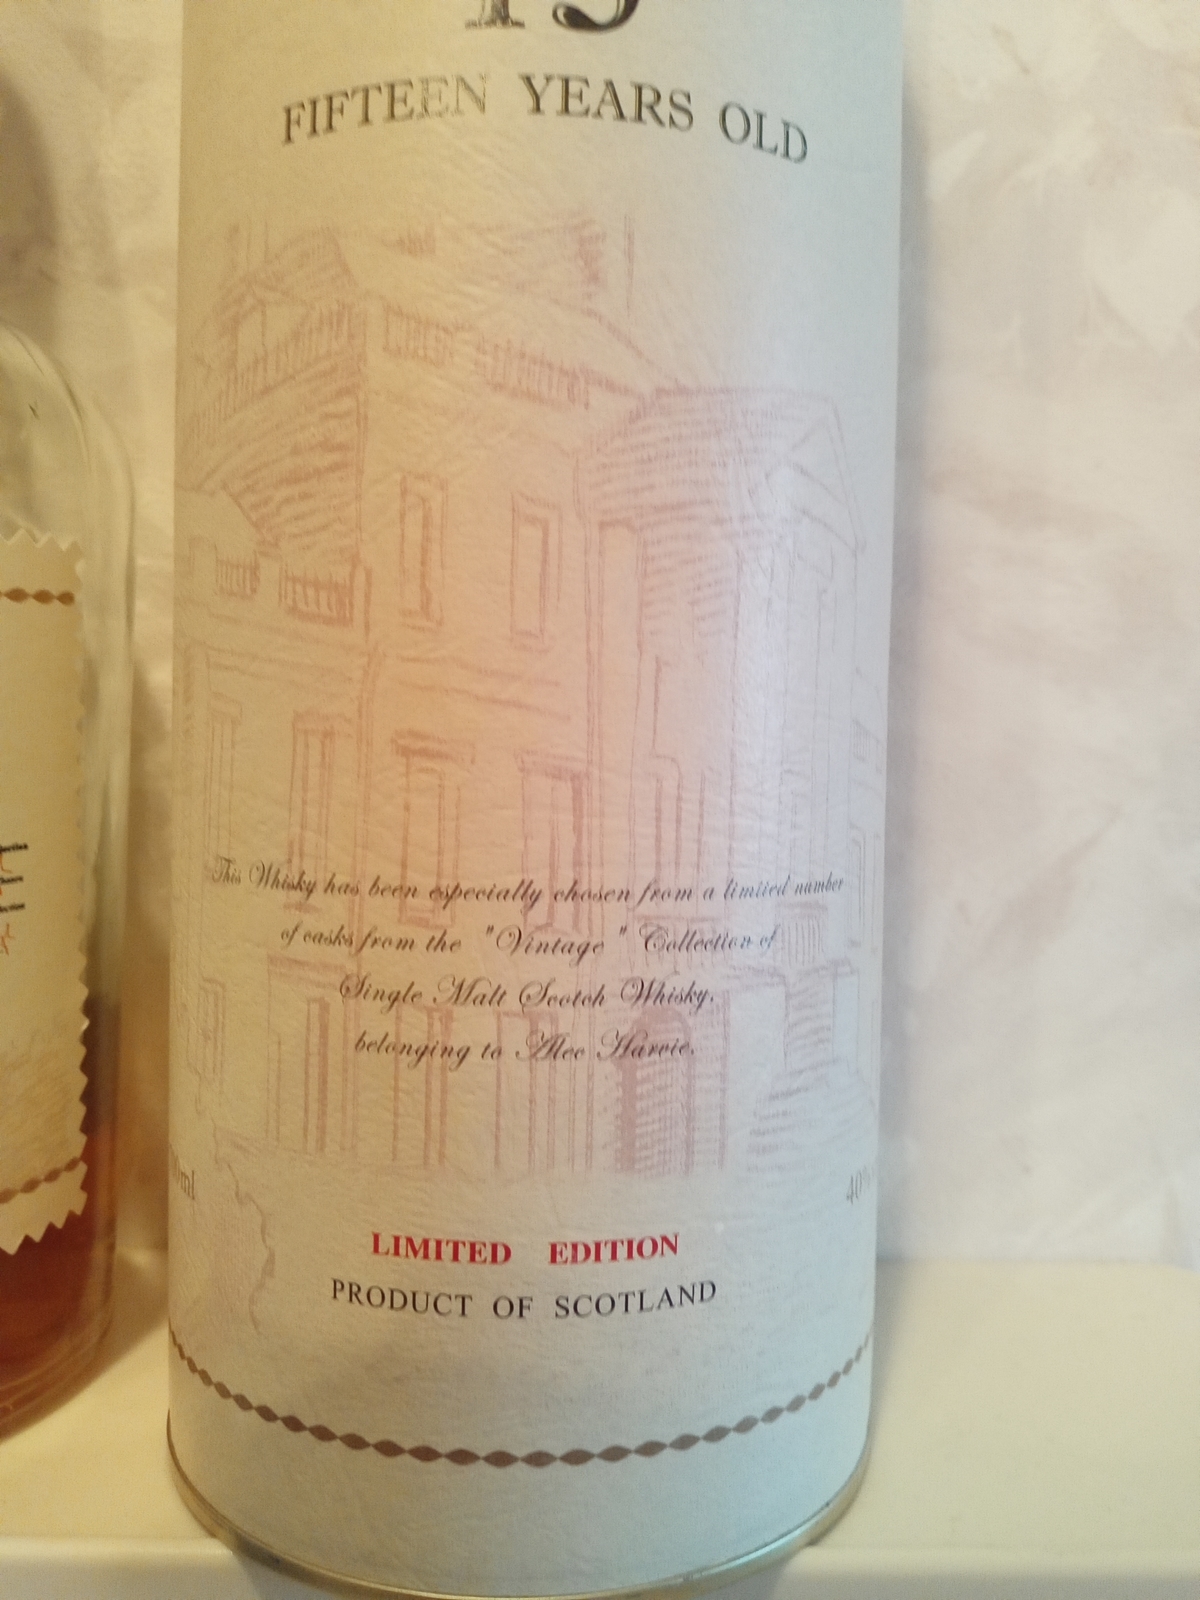 15
FIFTEEN YEARS OLD
This Whisky has been especially chosen from a limited number
of casks from the "Vintage" Collection of
Single Malt Scotch Whisky.
belonging to Alec Harvie.
LIMITED EDITION
PRODUCT OF SCOTLAND